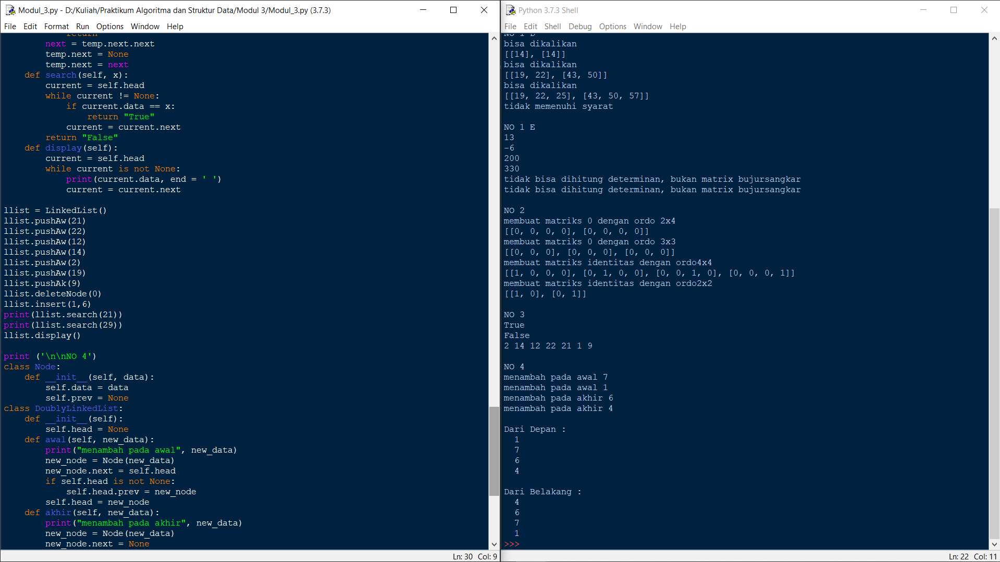 Modul_3.py - D:/Kuliah/Praktikum Algoritma dan Struktur Data/Modul 3/Modul_3.py (3.7.3)
File Edit Format Run Options Window Help
return
        next = temp.next.next
        temp.next = None
        temp.next = next
    def search(self, x):
        current = self.head
        while current != None:
            if current.data == x:
                return "True"
            current = current.next
        return "False"
    def display(self):
        current = self.head
        while current is not None:
            print(current.data, end = ' ')
            current = current.next
llist = LinkedList()
llist.pushAw(21)
llist.pushAw(22)
llist.pushAw(12)
llist.pushAw(14)
llist.pushAw(2)
llist.pushAw(19)
llist.pushAk(9)
llist.deleteNode(0)
llist.insert(1,6)
print(llist.search(21))
print(llist.search(29))
llist.display()
print ('\n\nNO 4')
class Node:
    def __init__(self, data):
        self.data = data
        self.prev = None
class DoublyLinkedList:
    def __init__(self):
        self.head = None
    def awal(self, new_data):
        print("menambah pada awal", new_data)
        new_node = Node(new_data)
        new_node.next = self.head
        if self.head is not None:
            self.head.prev = new_node
        self.head = new_node
    def akhir(self, new_data):
        print("menambah pada akhir", new_data)
        new_node = Node(new_data)
        new_node.next = None
Ln: 30 Col: 9
Python 3.7.3 Shell
File Edit Shell Debug Options Window Help
NO 1 D
bisa dikalikan
[[14], [14]]
bisa dikalikan
[[19, 22], [43, 50]]
bisa dikalikan
[[19, 22, 25], [43, 50, 57]]
tidak memenuhi syarat
NO 1 E
13
-6
200
330
tidak bisa dihitung determinan, bukan matrix bujursangkar
tidak bisa dihitung determinan, bukan matrix bujursangkar
NO 2
membuat matriks 0 dengan ordo 2x4
[[0, 0, 0, 0], [0, 0, 0, 0]]
membuat matriks 0 dengan ordo 3x3
[[0, 0, 0], [0, 0, 0], [0, 0, 0]]
membuat matriks identitas dengan ordo4x4
[[1, 0, 0, 0], [0, 1, 0, 0], [0, 0, 1, 0], [0, 0, 0, 1]]
membuat matriks identitas dengan ordo2x2
[[1, 0], [0, 1]]
NO 3
True
False
2 14 12 22 21 1 9
NO 4
menambah pada awal 7
menambah pada awal 1
menambah pada akhir 6
menambah pada akhir 4
Dari Depan :
  1
  7
  6
  4
Dari Belakang :
  4
  6
  7
  1
>>>
Ln: 22 Col: 11